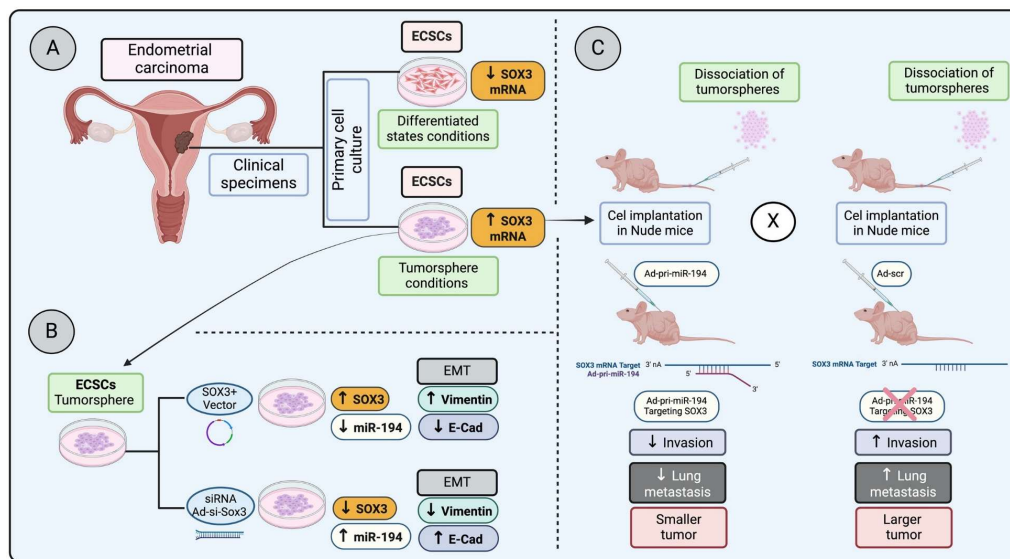 A
Endometrial
carcinoma
Clinical
specimens
Primary cell
culture
ECSCs
↓ SOX3
mRNA
Differentiated
states conditions
ECSCs
↑ SOX3
mRNA
Tumorsphere
conditions
B
ECSCs
Tumorsphere
SOX3+
Vector
↑ SOX3
↓ miR-194
EMT
↑ Vimentin
↓ E-Cad
siRNA
Ad-si-Sox3
↓ SOX3
↑ miR-194
EMT
↓ Vimentin
↑ E-Cad
C
Dissociation of
tumorspheres
Cel implantation
in Nude mice
Ad-pri-miR-194
SOX3 mRNA Target 3' nA 5'
Ad-pri-miR-194 5'
3'
Ad-pri-miR-194
Targeting SOX3
↓ Invasion
↓ Lung
metastasis
Smaller
tumor
X
Dissociation of
tumorspheres
Cel implantation
in Nude mice
Ad-scr
SOX3 mRNA Target 3' nA 5'
Ad-pri-miR-194
Targeting SOX3
↑ Invasion
↑ Lung
metastasis
Larger
tumor